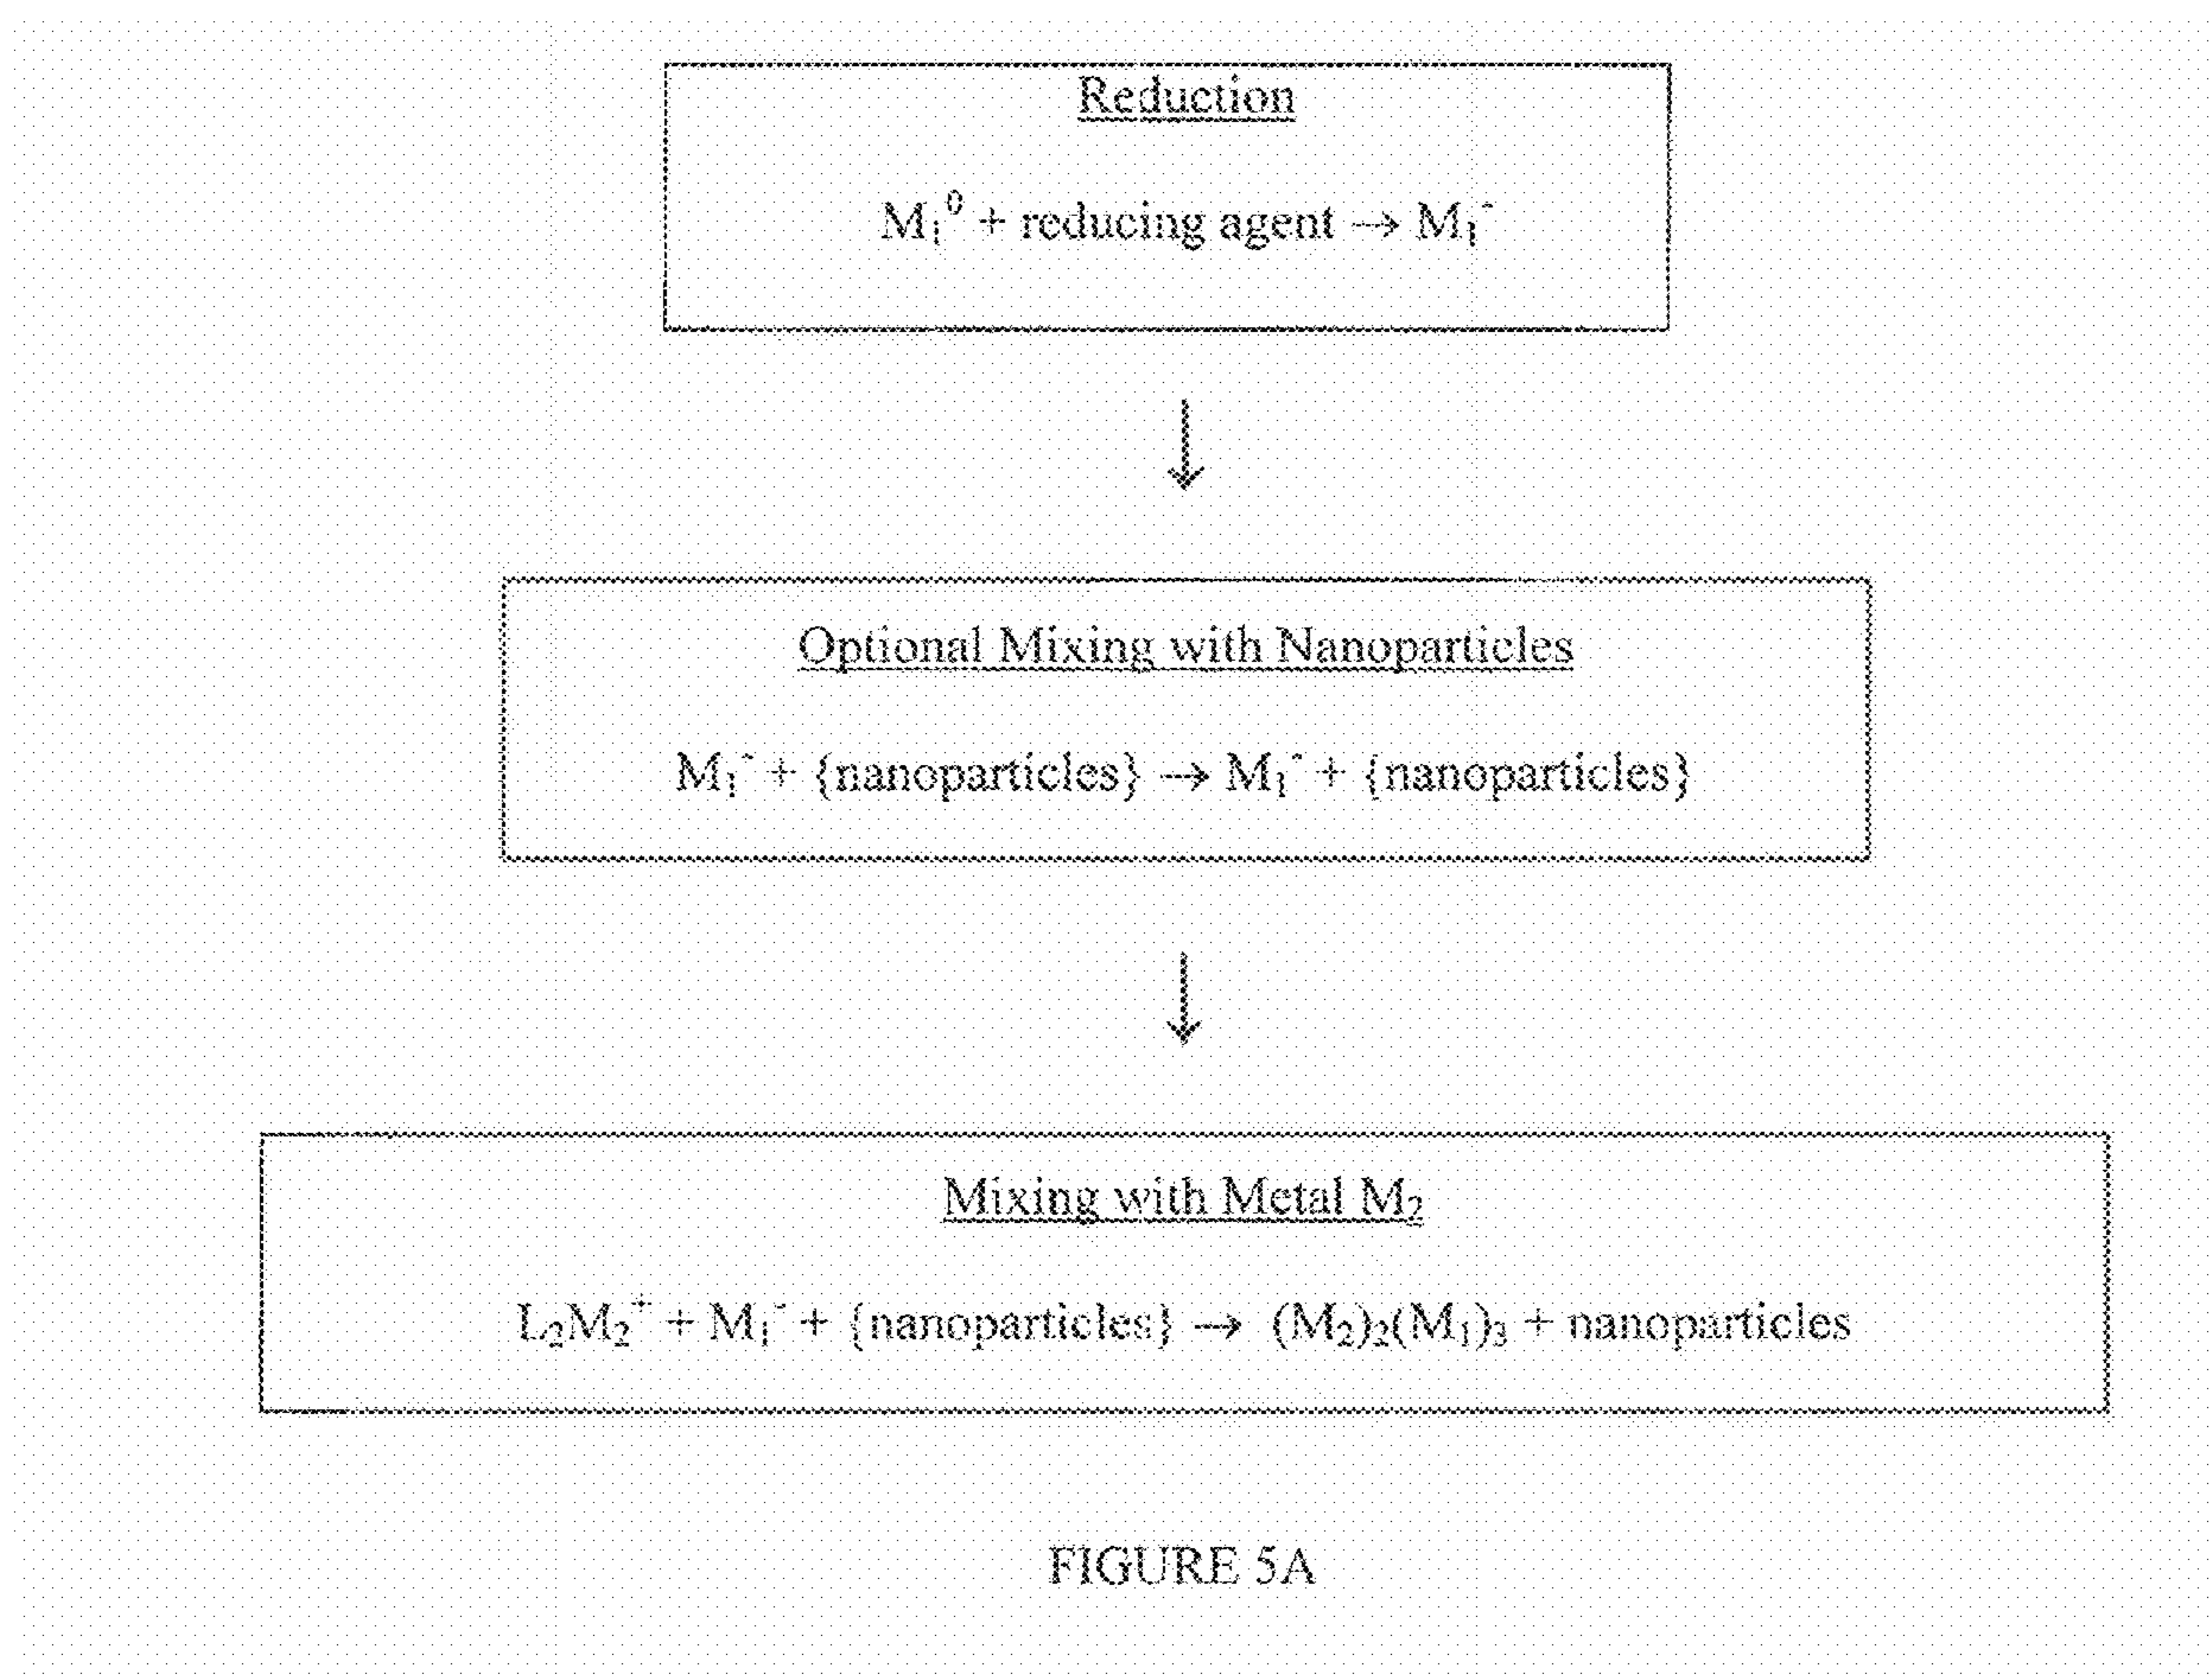 Reduction
M₁⁰ + reducing agent → M₁⁻
Optional Mixing with Nanoparticles
M₁⁻ + {nanoparticles} → M₁⁻ + {nanoparticles}
Mixing with Metal M₂
L₂M₂⁺ + M₁⁻ + {nanoparticles} → (M₂)₂(M₁)₃ + nanoparticles
FIGURE 5A